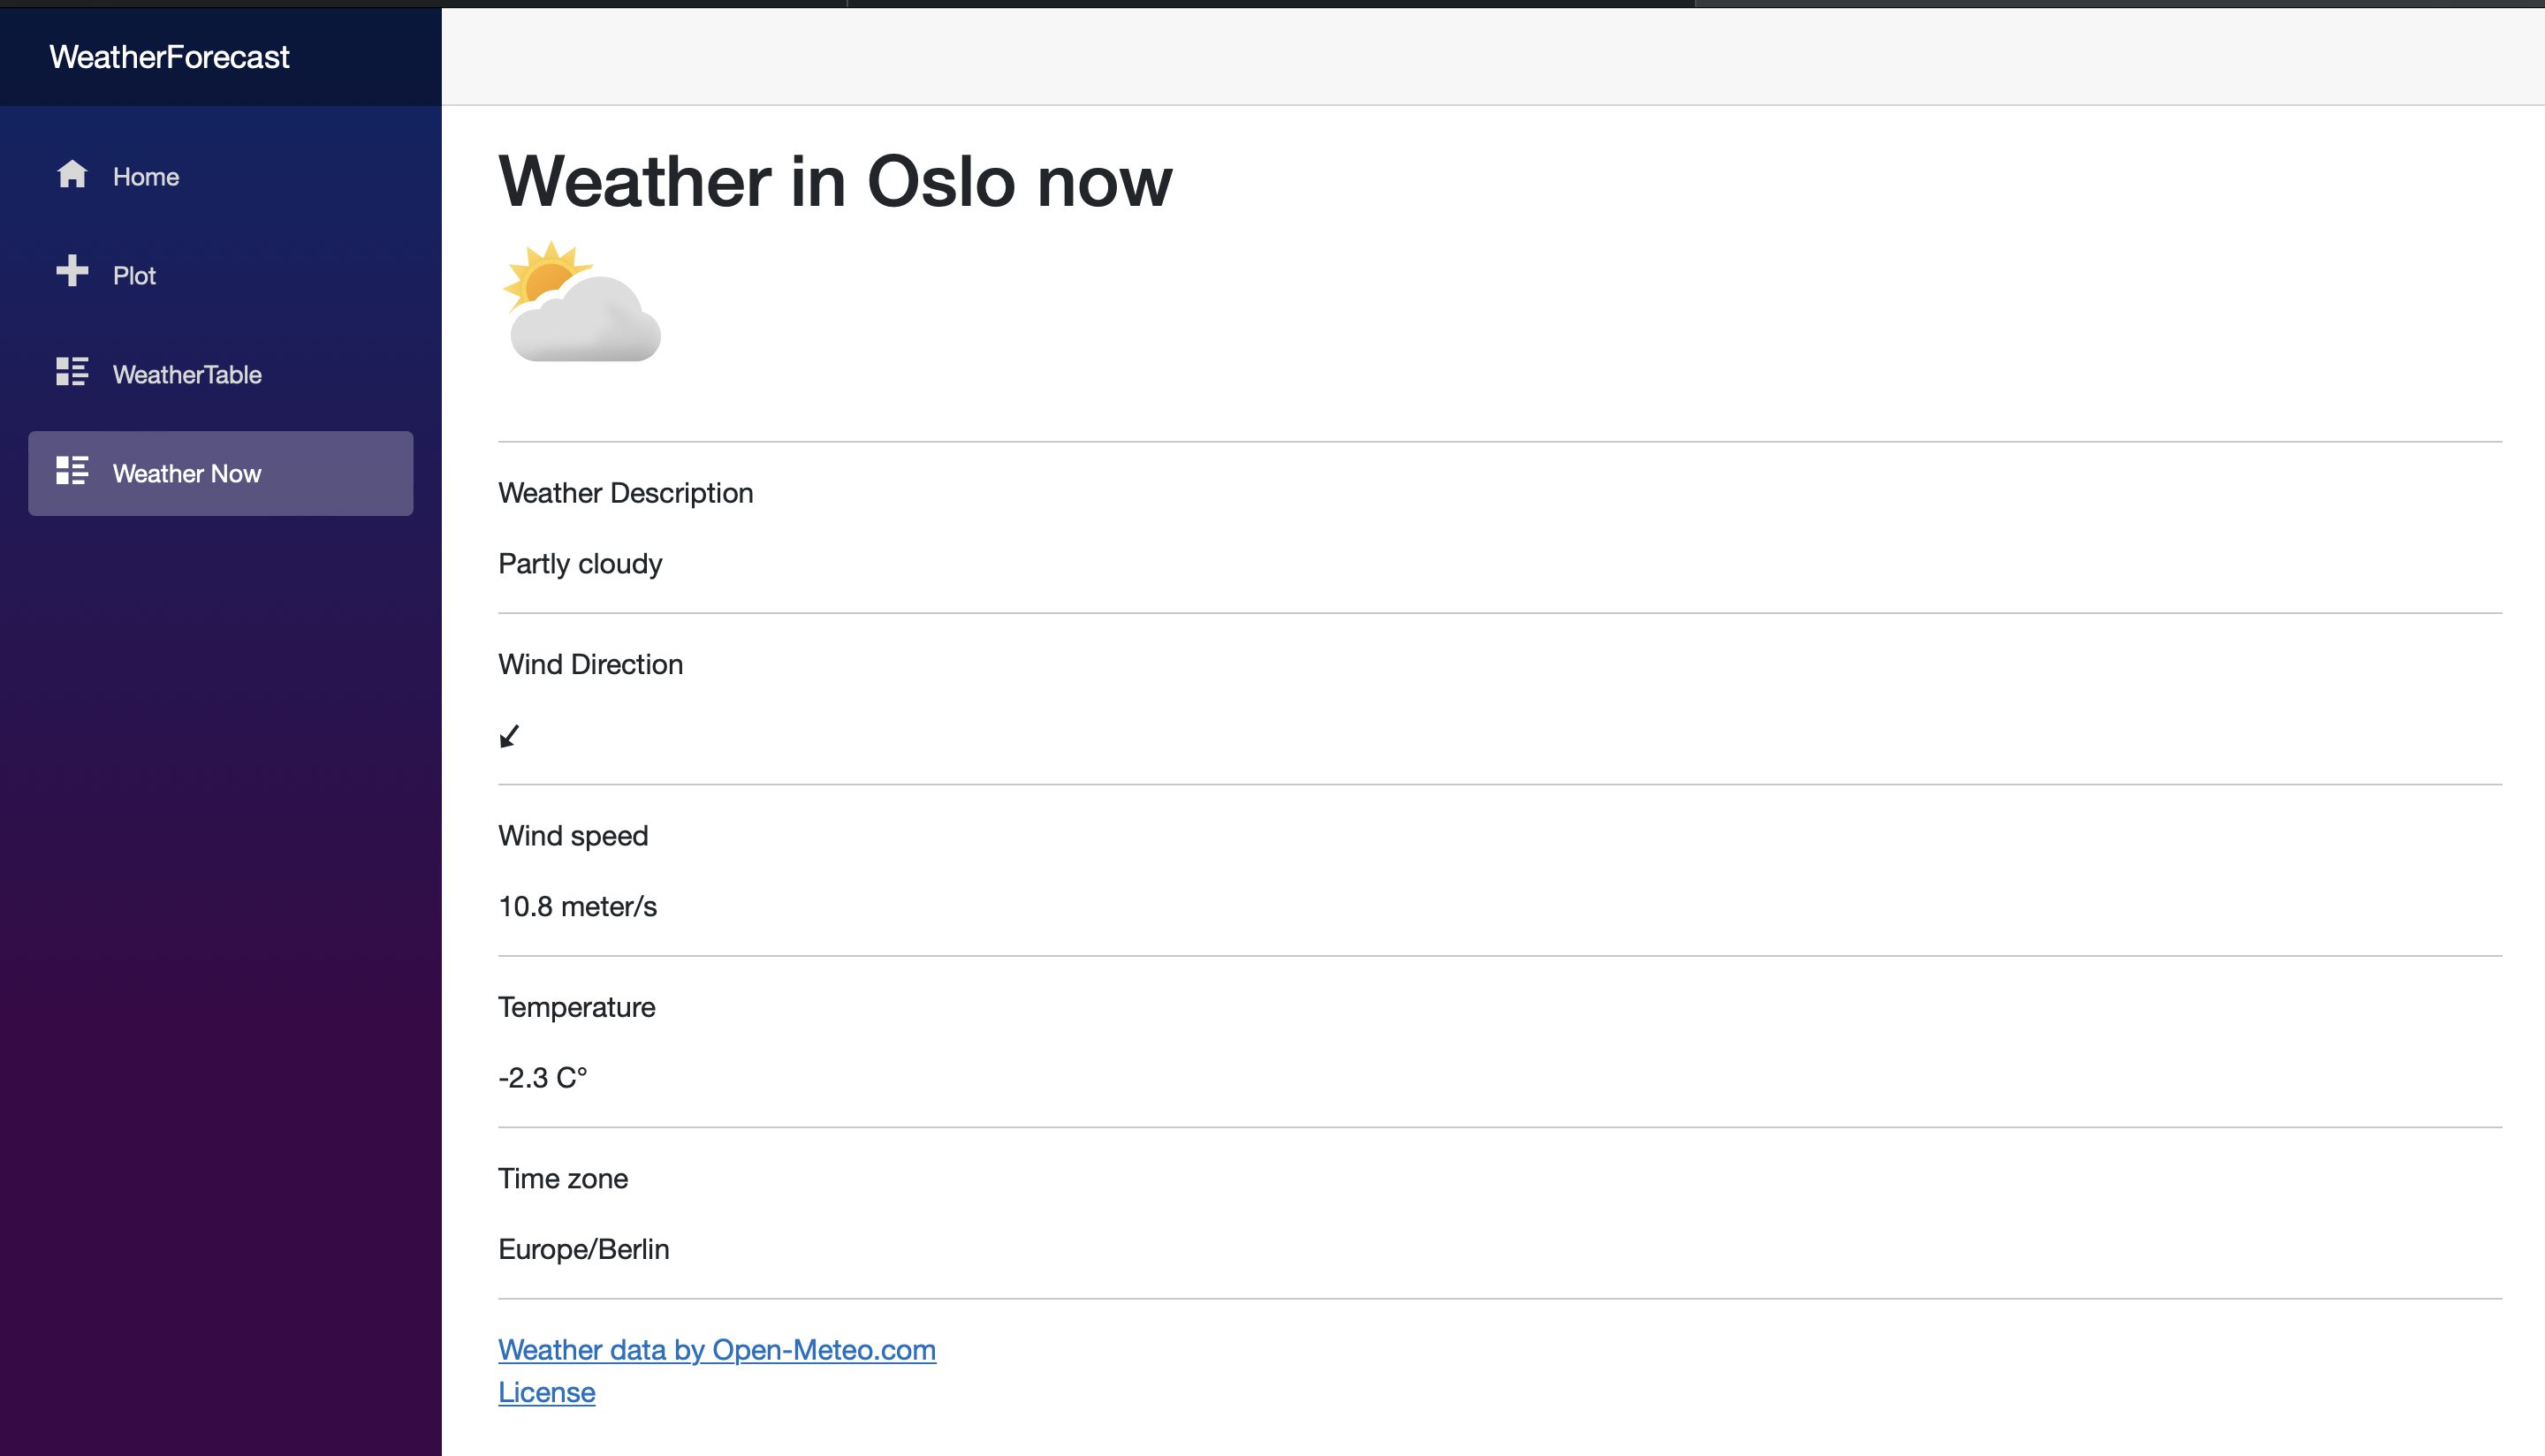 WeatherForecast
Home
Plot
WeatherTable
Weather Now
Weather in Oslo now
Weather Description
Partly cloudy
Wind Direction
Wind speed
10.8 meter/s
Temperature
-2.3 C°
Time zone
Europe/Berlin
Weather data by Open-Meteo.com
License